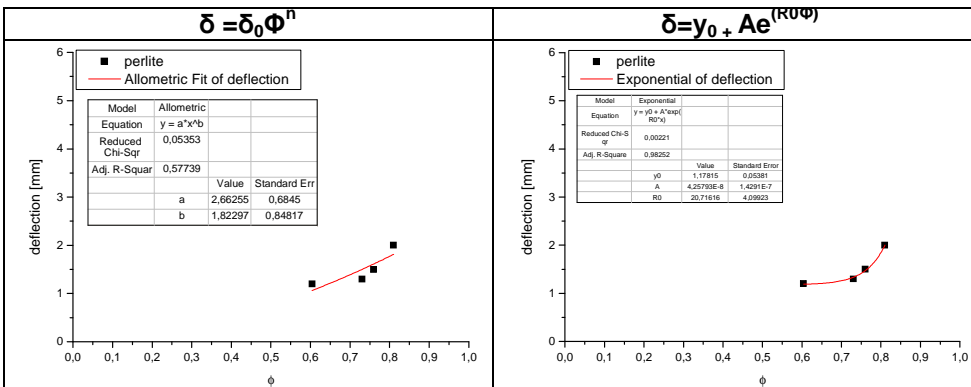 δ =δ₀Φⁿ
perlite
Allometric Fit of deflection
Model Allometric
Equation y = a*x^b
Reduced
Chi-Sqr
0,05353
Adj. R-Squar 0,57739
Value Standard Err
a 2,66255 0,6845
b 1,82297 0,84817
deflection [mm]
6
5
4
3
2
1
0
0,0 0,1 0,2 0,3 0,4 0,5 0,6 0,7 0,8 0,9 1,0
ϕ
δ=y₀ + Ae^(R0Φ)
perlite
Exponential of deflection
Model Exponential
Equation y = y0 + A*exp(
R0*x)
Reduced Chi-S
qr
0,00221
Adj. R-Square 0,98252
Value Standard Error
y0 1,17815 0,05381
A 4,25793E-8 1,4291E-7
R0 20,71616 4,09923
deflection [mm]
6
5
4
3
2
1
0
0,0 0,1 0,2 0,3 0,4 0,5 0,6 0,7 0,8 0,9 1,0
ϕ